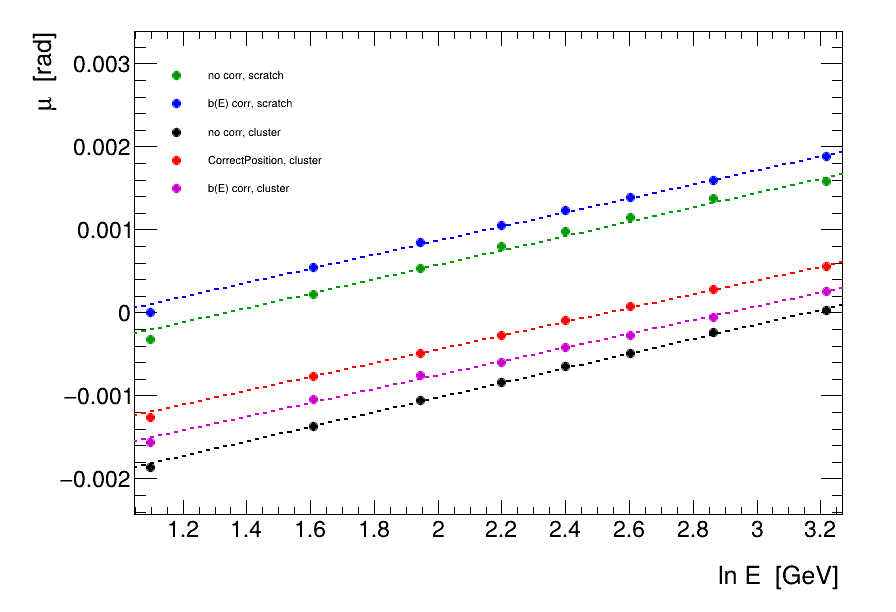 μ [rad]
0.003
0.002
0.001
0
−0.001
−0.002
no corr, scratch
b(E) corr, scratch
no corr, cluster
CorrectPosition, cluster
b(E) corr, cluster
1.2 1.4 1.6 1.8 2 2.2 2.4 2.6 2.8 3 3.2
ln E [GeV]